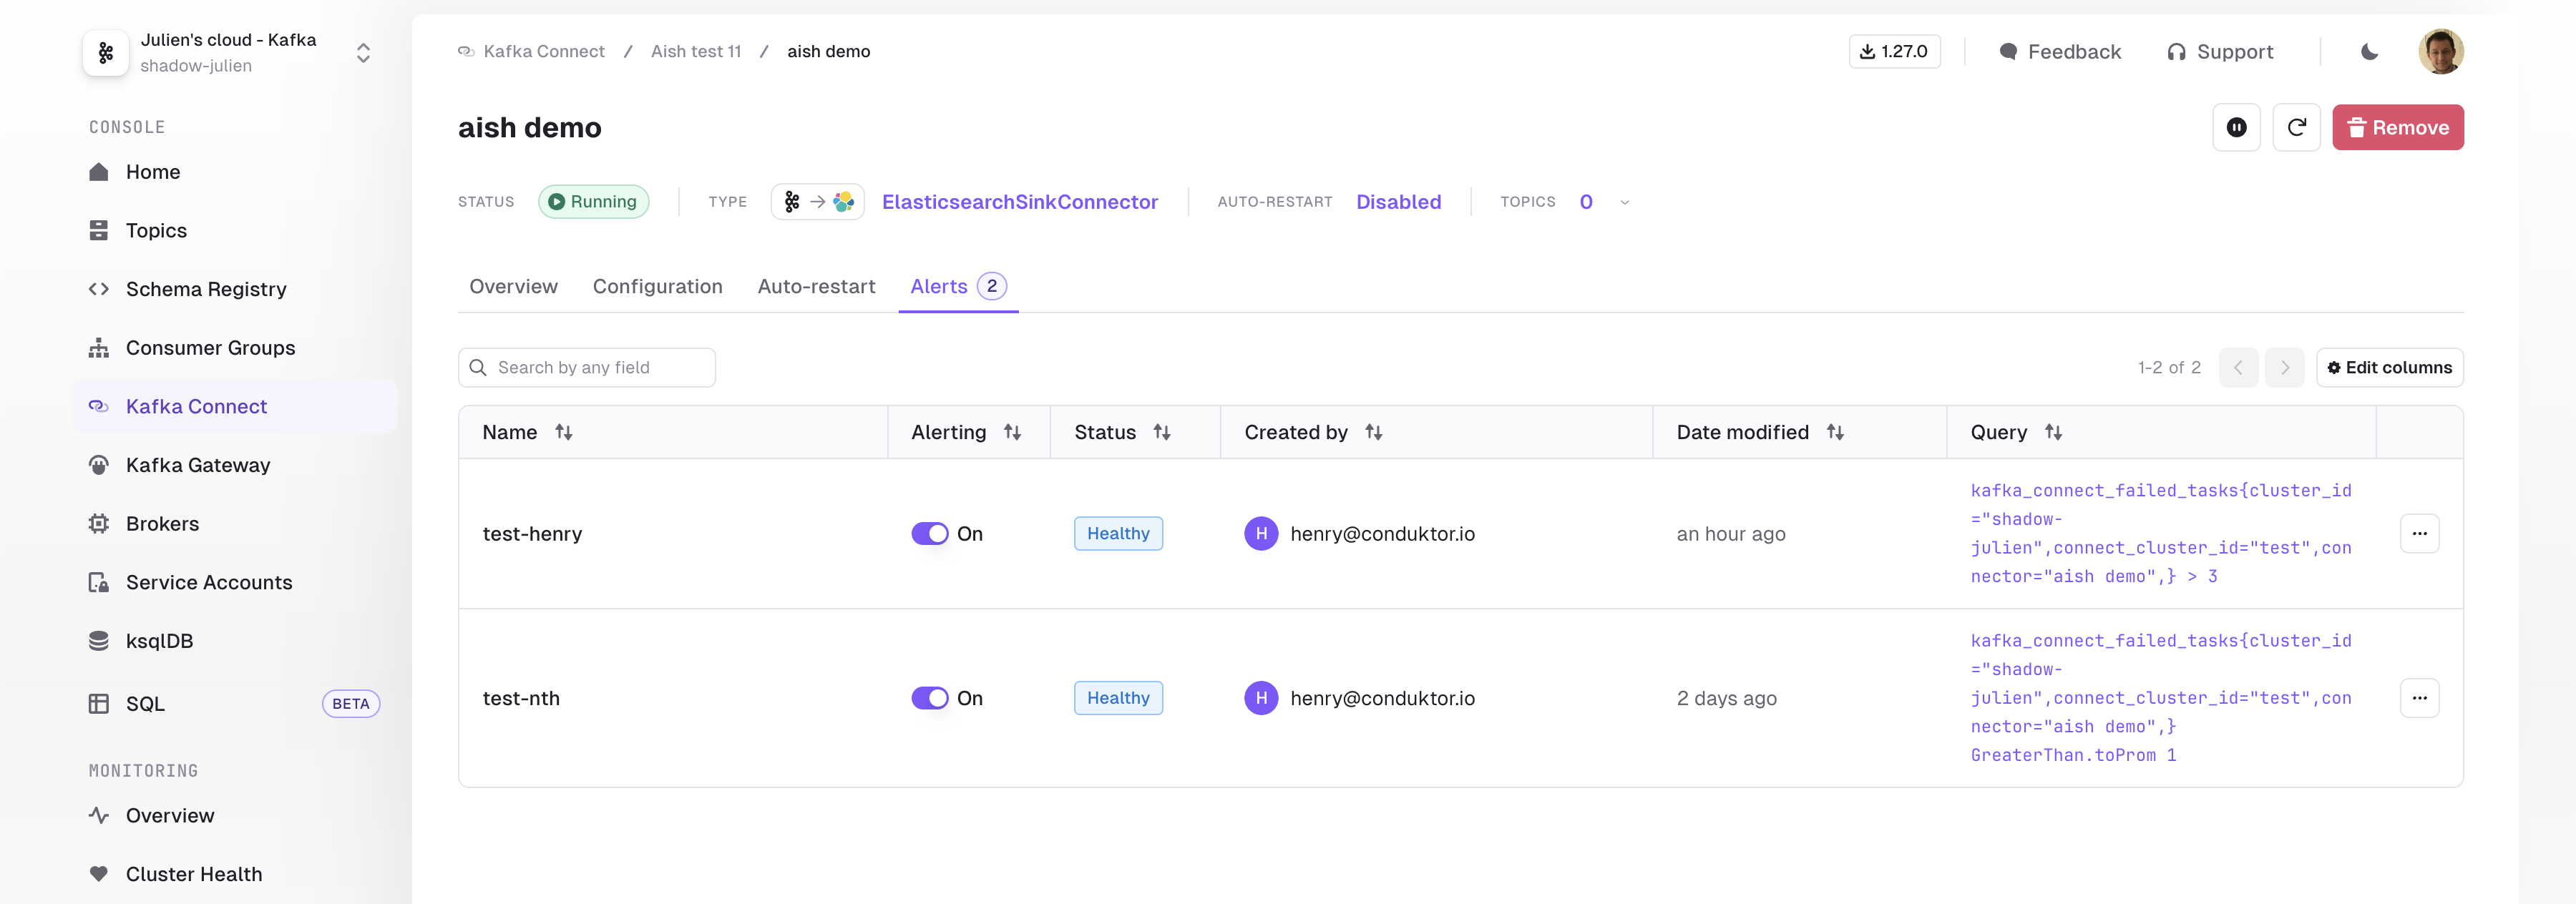 Julien's cloud - Kafka
shadow-julien
CONSOLE
Home
Topics
Schema Registry
Consumer Groups
Kafka Connect
Kafka Gateway
Brokers
Service Accounts
ksqlDB
SQL BETA
MONITORING
Overview
Cluster Health
Kafka Connect / Aish test 11 / aish demo
1.27.0 Feedback Support
aish demo
Remove
STATUS Running TYPE ElasticsearchSinkConnector AUTO-RESTART Disabled TOPICS 0
Overview Configuration Auto-restart Alerts 2
Search by any field 1-2 of 2 Edit columns
Name Alerting Status Created by Date modified Query
test-henry On Healthy H henry@conduktor.io an hour ago
kafka_connect_failed_tasks{cluster_id
="shadow-
julien",connect_cluster_id="test",con
nector="aish demo",} > 3
test-nth On Healthy H henry@conduktor.io 2 days ago
kafka_connect_failed_tasks{cluster_id
="shadow-
julien",connect_cluster_id="test",con
nector="aish demo",}
GreaterThan.toProm 1